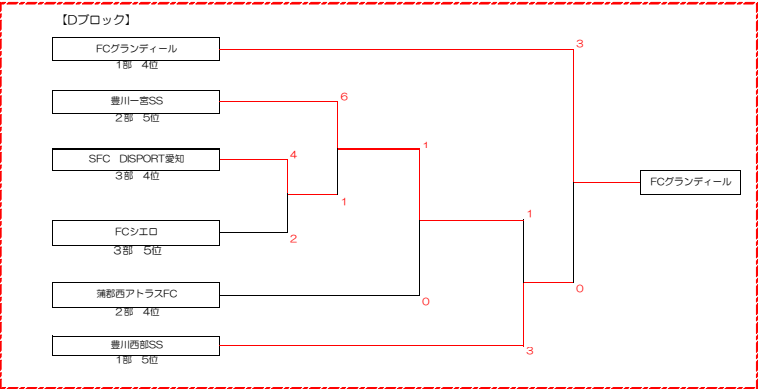 【Dブロック】
FCグランディール
1部　4位
豊川一宮SS
2部　5位
SFC　DISPORT愛知
3部　4位
FCシエロ
3部　5位
蒲郡西アトラスFC
2部　4位
豊川西部SS
1部　5位
3
6
4
1
1
2
1
0
0
3
FCグランディール